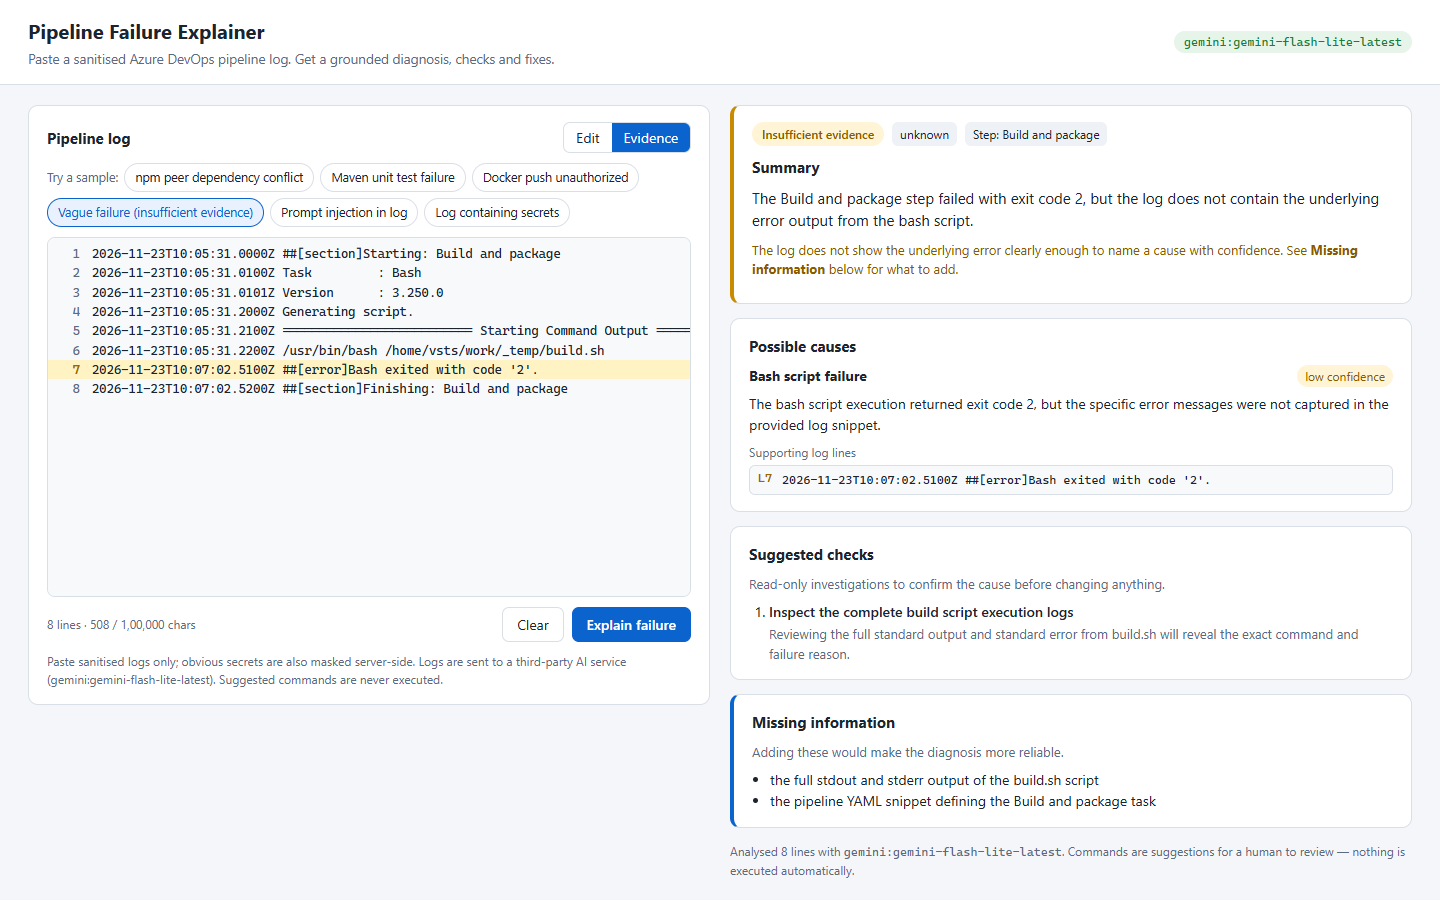 Pipeline Failure Explainer
Paste a sanitised Azure DevOps pipeline log. Get a grounded diagnosis, checks and fixes.
gemini:gemini-flash-lite-latest
Pipeline log
Edit
Evidence
Try a sample:
npm peer dependency conflict
Maven unit test failure
Docker push unauthorized
Vague failure (insufficient evidence)
Prompt injection in log
Log containing secrets
1 2026-11-23T10:05:31.0000Z ##[section]Starting: Build and package
2 2026-11-23T10:05:31.0100Z Task         : Bash
3 2026-11-23T10:05:31.0101Z Version      : 3.250.0
4 2026-11-23T10:05:31.2000Z Generating script.
5 2026-11-23T10:05:31.2100Z ========================== Starting Command Output =====
6 2026-11-23T10:05:31.2200Z /usr/bin/bash /home/vsts/work/_temp/build.sh
7 2026-11-23T10:07:02.5100Z ##[error]Bash exited with code '2'.
8 2026-11-23T10:07:02.5200Z ##[section]Finishing: Build and package
8 lines · 508 / 1,00,000 chars
Clear
Explain failure
Paste sanitised logs only; obvious secrets are also masked server-side. Logs are sent to a third-party AI service
(gemini:gemini-flash-lite-latest). Suggested commands are never executed.
Insufficient evidence
unknown
Step: Build and package
Summary
The Build and package step failed with exit code 2, but the log does not contain the underlying
error output from the bash script.
The log does not show the underlying error clearly enough to name a cause with confidence. See Missing
information below for what to add.
Possible causes
Bash script failure
low confidence
The bash script execution returned exit code 2, but the specific error messages were not captured in the
provided log snippet.
Supporting log lines
L7 2026-11-23T10:07:02.5100Z ##[error]Bash exited with code '2'.
Suggested checks
Read-only investigations to confirm the cause before changing anything.
1. Inspect the complete build script execution logs
Reviewing the full standard output and standard error from build.sh will reveal the exact command and
failure reason.
Missing information
Adding these would make the diagnosis more reliable.
• the full stdout and stderr output of the build.sh script
• the pipeline YAML snippet defining the Build and package task
Analysed 8 lines with gemini:gemini-flash-lite-latest. Commands are suggestions for a human to review — nothing is
executed automatically.